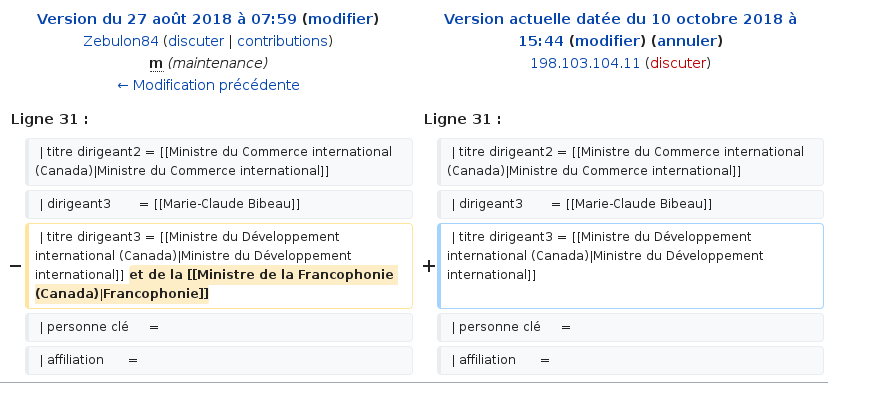 Version du 27 août 2018 à 07:59 (modifier)
Zebulon84 (discuter | contributions)
m (maintenance)
← Modification précédente
Version actuelle datée du 10 octobre 2018 à
15:44 (modifier) (annuler)
198.103.104.11 (discuter)
Ligne 31 :
Ligne 31 :
| titre dirigeant2 = [[Ministre du Commerce international
(Canada)|Ministre du Commerce international]]
| titre dirigeant2 = [[Ministre du Commerce international
(Canada)|Ministre du Commerce international]]
| dirigeant3 = [[Marie-Claude Bibeau]]
| dirigeant3 = [[Marie-Claude Bibeau]]
−
| titre dirigeant3 = [[Ministre du Développement
international (Canada)|Ministre du Développement
international]] et de la [[Ministre de la Francophonie
(Canada)|Francophonie]]
+
| titre dirigeant3 = [[Ministre du Développement
international (Canada)|Ministre du Développement
international]]
| personne clé =
| personne clé =
| affiliation =
| affiliation =